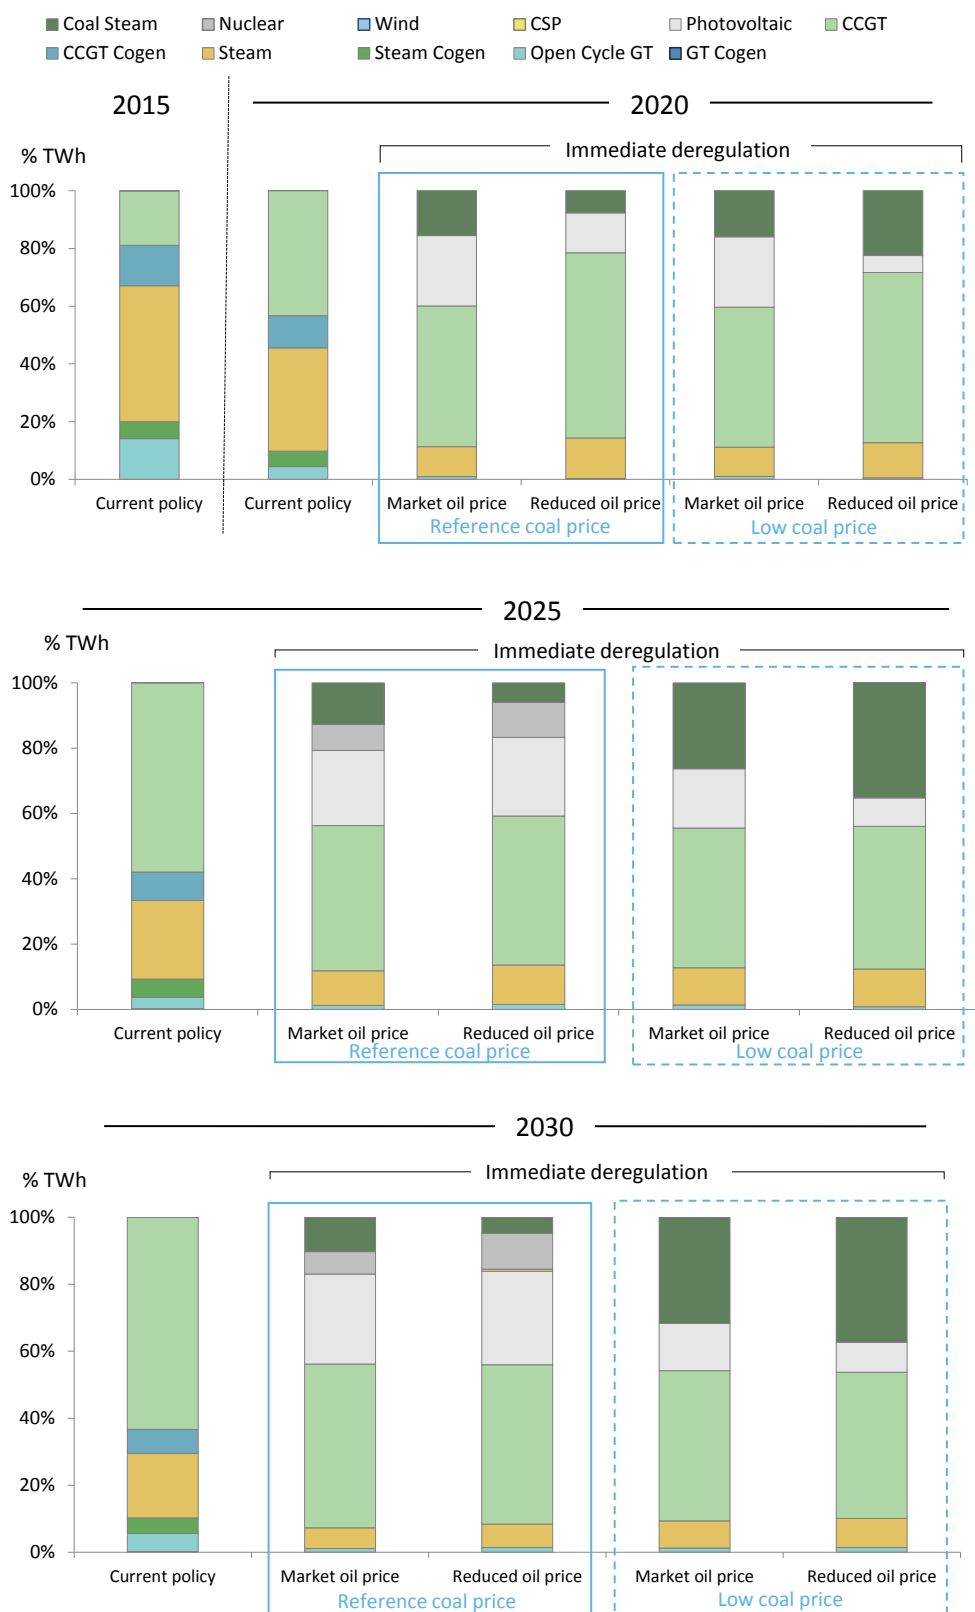 Coal Steam Nuclear Wind CSP Photovoltaic CCGT
CCGT Cogen Steam Steam Cogen Open Cycle GT GT Cogen
2015 2020
% TWh
Immediate deregulation
100%
80%
60%
40%
20%
0%
Current policy Current policy Market oil price Reduced oil price Market oil price Reduced oil price
Reference coal price Low coal price
2025
% TWh
Immediate deregulation
100%
80%
60%
40%
20%
0%
Current policy Market oil price Reduced oil price Market oil price Reduced oil price
Reference coal price Low coal price
2030
% TWh
Immediate deregulation
100%
80%
60%
40%
20%
0%
Current policy Market oil price Reduced oil price Market oil price Reduced oil price
Reference coal price Low coal price